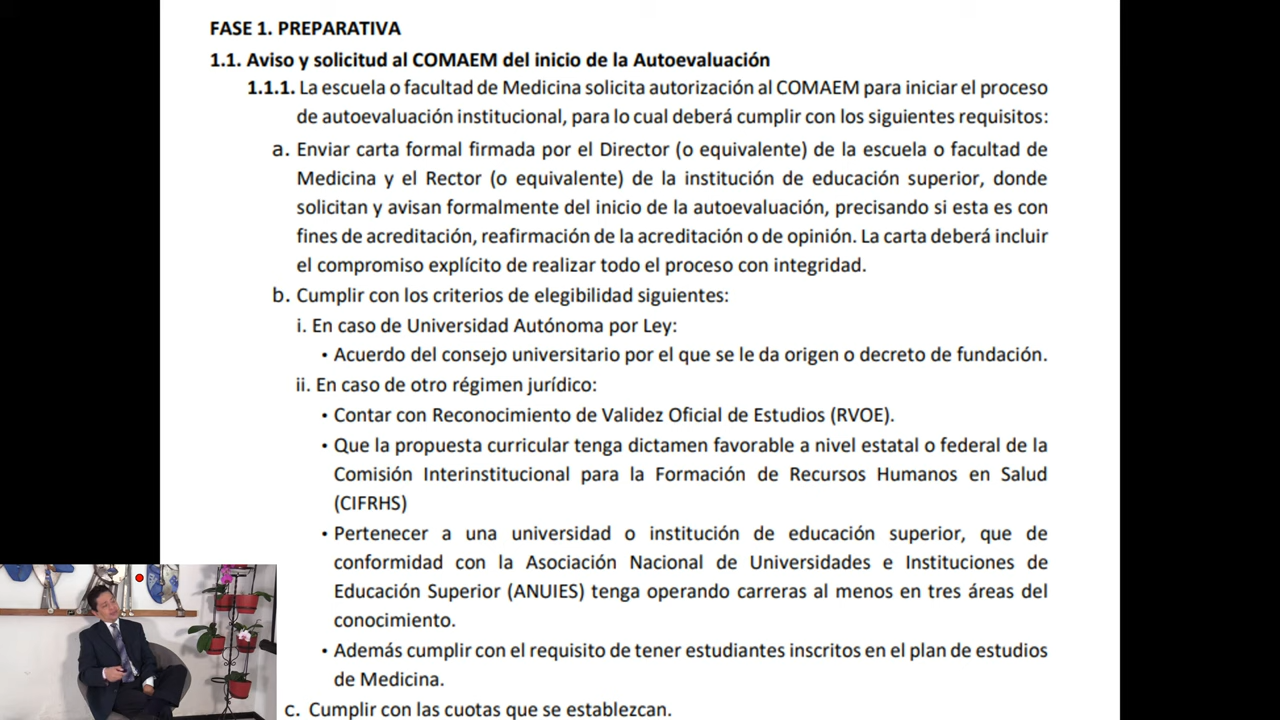 FASE 1. PREPARATIVA
1.1. Aviso y solicitud al COMAEM del inicio de la Autoevaluación
1.1.1. La escuela o facultad de Medicina solicita autorización al COMAEM para iniciar el proceso
de autoevaluación institucional, para lo cual deberá cumplir con los siguientes requisitos:
a. Enviar carta formal firmada por el Director (o equivalente) de la escuela o facultad de
Medicina y el Rector (o equivalente) de la institución de educación superior, donde
solicitan y avisan formalmente del inicio de la autoevaluación, precisando si esta es con
fines de acreditación, reafirmación de la acreditación o de opinión. La carta deberá incluir
el compromiso explícito de realizar todo el proceso con integridad.
b. Cumplir con los criterios de elegibilidad siguientes:
i. En caso de Universidad Autónoma por Ley:
• Acuerdo del consejo universitario por el que se le da origen o decreto de fundación.
ii. En caso de otro régimen jurídico:
• Contar con Reconocimiento de Validez Oficial de Estudios (RVOE).
• Que la propuesta curricular tenga dictamen favorable a nivel estatal o federal de la
Comisión Interinstitucional para la Formación de Recursos Humanos en Salud
(CIFRHS)
• Pertenecer a una universidad o institución de educación superior, que de
conformidad con la Asociación Nacional de Universidades e Instituciones de
Educación Superior (ANUIES) tenga operando carreras al menos en tres áreas del
conocimiento.
• Además cumplir con el requisito de tener estudiantes inscritos en el plan de estudios
de Medicina.
c. Cumplir con las cuotas que se establezcan.